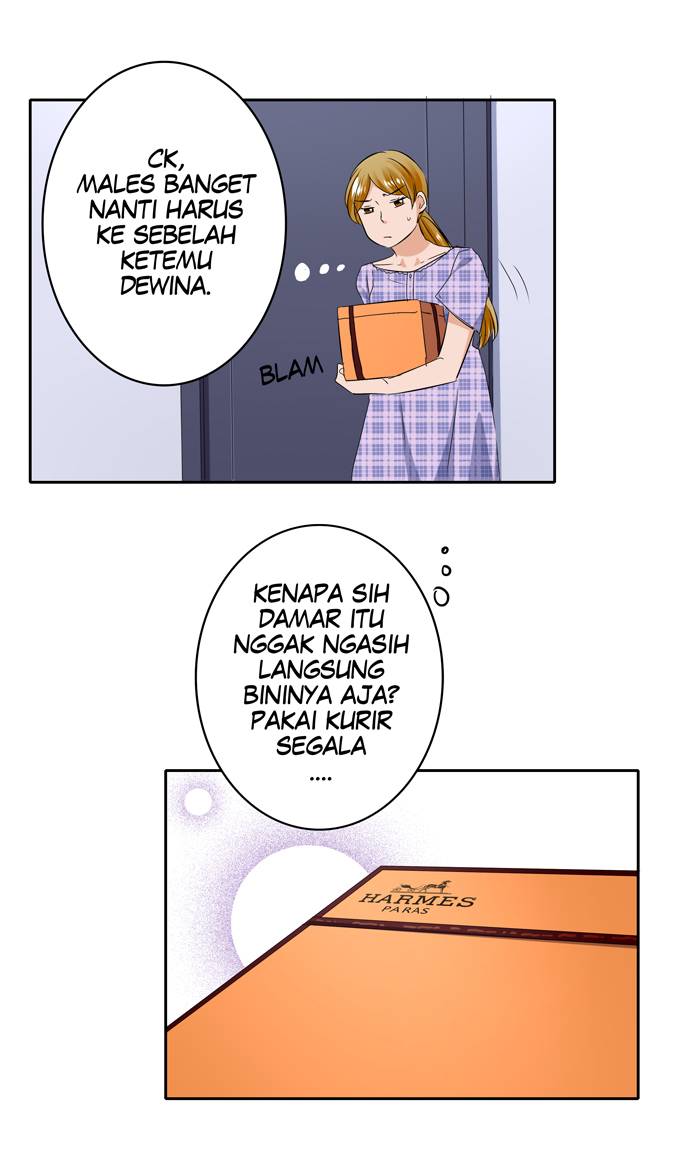 CK,
MALES BANGET
NANTI HARUS
KE SEBELAH
KETEMU
DEWINA.
BLAM
KENAPA SIH
DAMAR ITU
NGGAK NGASIH
LANGSUNG
BININYA AJA?
PAKAI KURIR
SEGALA
....
HARMES
PARAS